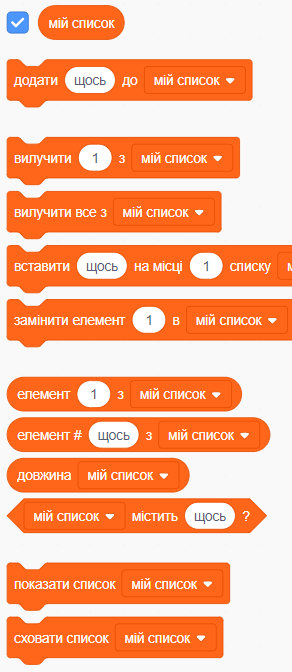 мій список
додати щось до мій список
вилучити 1 з мій список
вилучити все з мій список
вставити щось на місці 1 списку
замінити елемент 1 в мій список
елемент 1 з мій список
елемент # щось з мій список
довжина мій список
мій список містить щось ?
показати список мій список
сховати список мій список